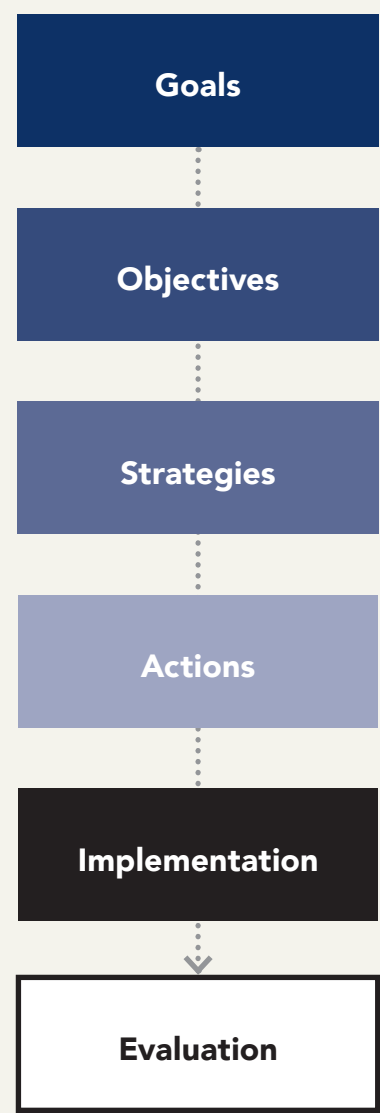 Goals
Objectives
Strategies
Actions
Implementation
Evaluation